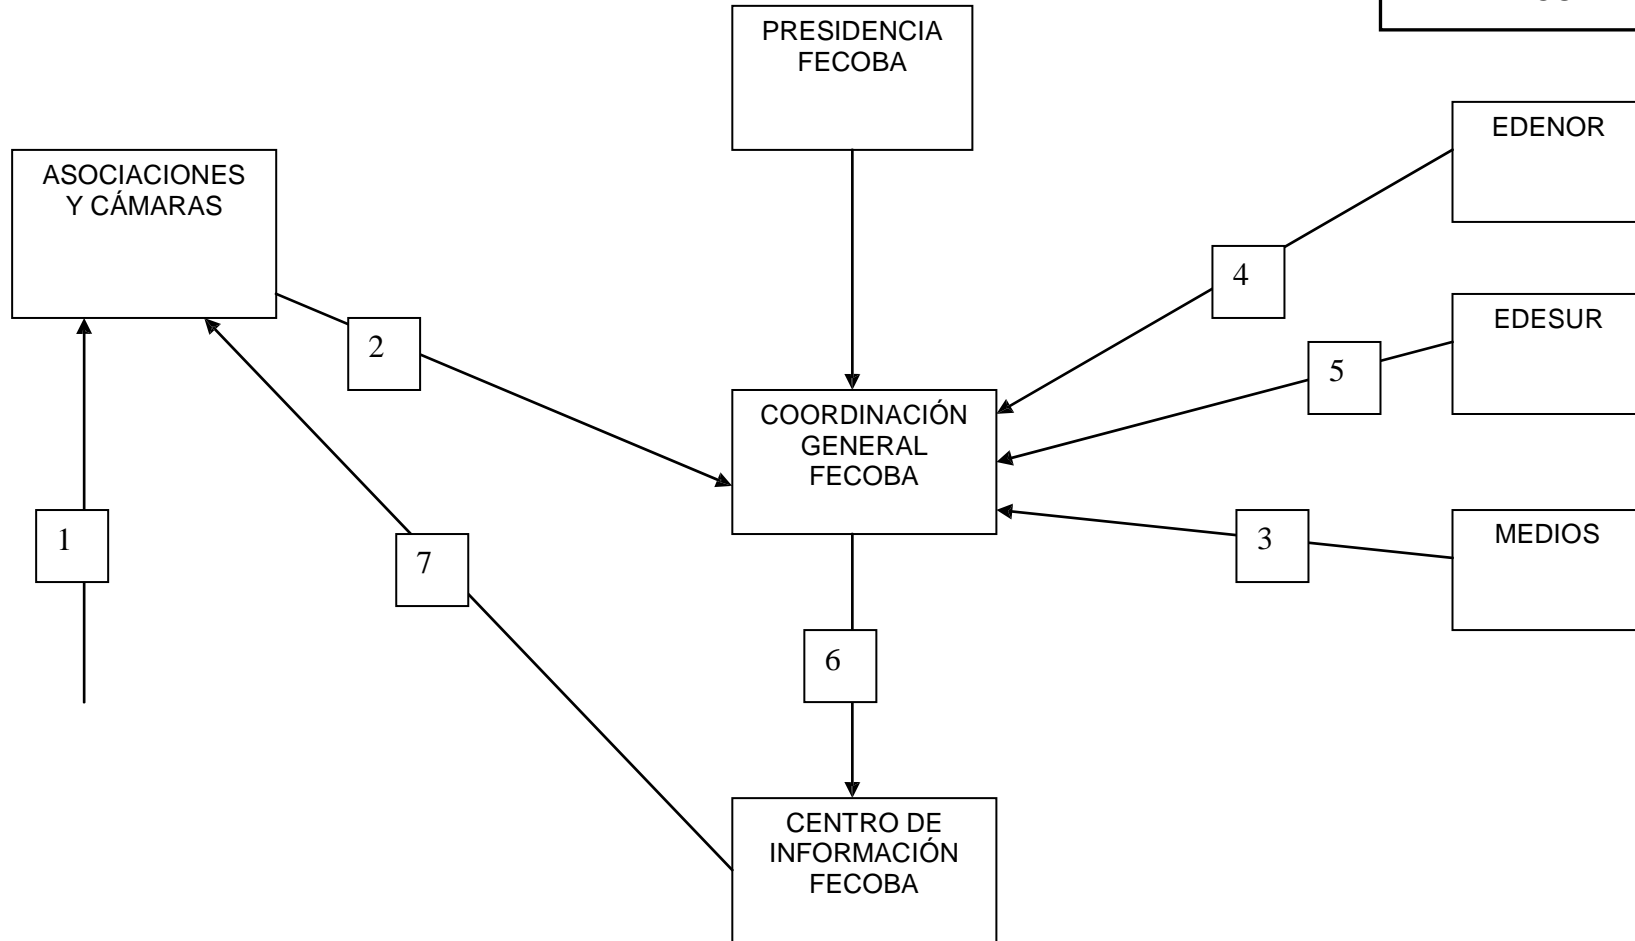 PRESIDENCIA
FECOBA
EDENOR
ASOCIACIONES
Y CÁMARAS
4
EDESUR
2
5
COORDINACIÓN
GENERAL
FECOBA
1
7
3
MEDIOS
6
CENTRO DE
INFORMACIÓN
FECOBA